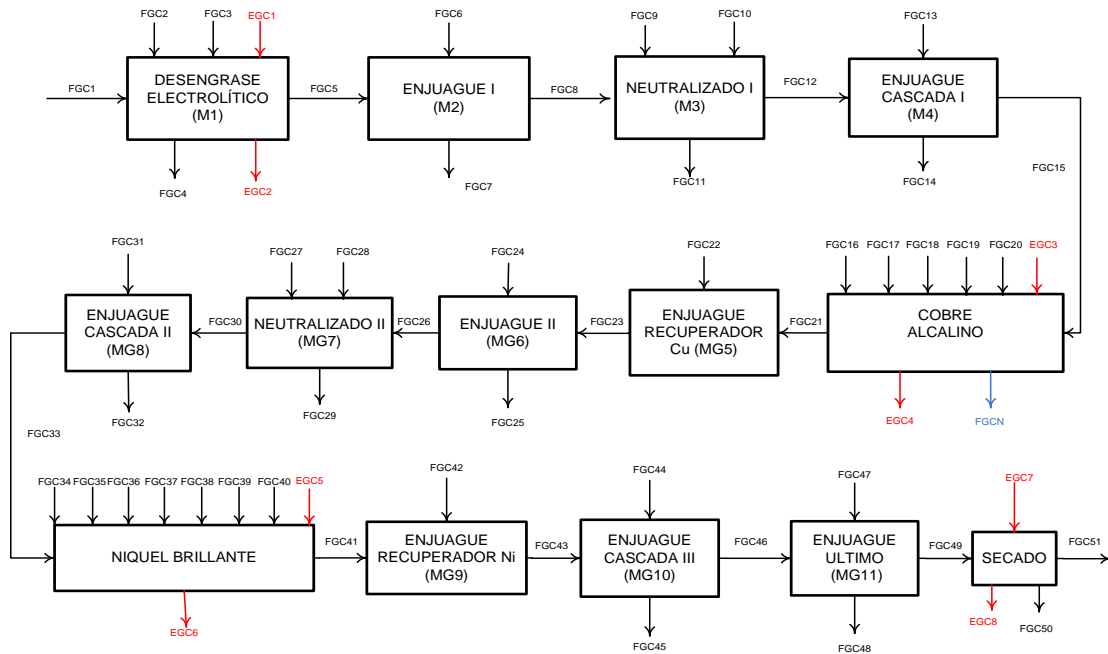 FGC2 FGC3 EGC1 FGC6 FGC9 FGC10 FGC13
FGC1
DESENGRASE
ELECTROLÍTICO
(M1)
FGC5
ENJUAGUE I
(M2)
FGC8
NEUTRALIZADO I
(M3)
FGC12
ENJUAGUE
CASCADA I
(M4)
FGC4 EGC2 FGC7 FGC11 FGC14 FGC15
FGC31 FGC27 FGC28 FGC24 FGC22 FGC16 FGC17 FGC18 FGC19 FGC20 EGC3
ENJUAGUE
CASCADA II
(MG8)
FGC30
NEUTRALIZADO II
(MG7)
FGC26
ENJUAGUE II
(MG6)
FGC23
ENJUAGUE
RECUPERADOR
Cu (MG5)
FGC21
COBRE
ALCALINO
FGC32 FGC29 FGC25 EGC4 FGCN
FGC33
FGC34 FGC35 FGC36 FGC37 FGC38 FGC39 FGC40 EGC5 FGC42 FGC44 FGC47 EGC7
NIQUEL BRILLANTE
FGC41
ENJUAGUE
RECUPERADOR Ni
(MG9)
FGC43
ENJUAGUE
CASCADA III
(MG10)
FGC46
ENJUAGUE
ULTIMO
(MG11)
FGC49
SECADO
FGC51
EGC6 FGC45 FGC48 EGC8 FGC50